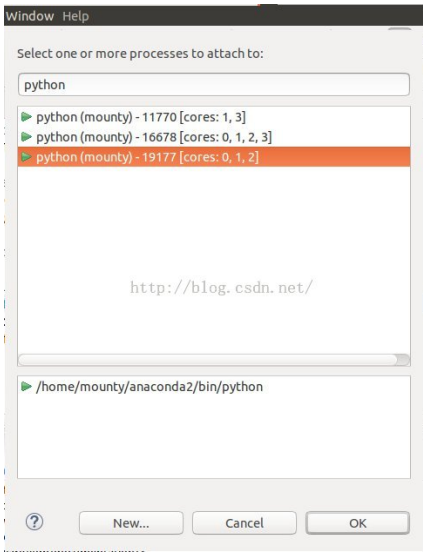 Window Help
Select one or more processes to attach to:
python
python (mounty) - 11770 [cores: 1, 3]
python (mounty) - 16678 [cores: 0, 1, 2, 3]
python (mounty) - 19177 [cores: 0, 1, 2]
http://blog.csdn.net/
/home/mounty/anaconda2/bin/python
? New... Cancel OK